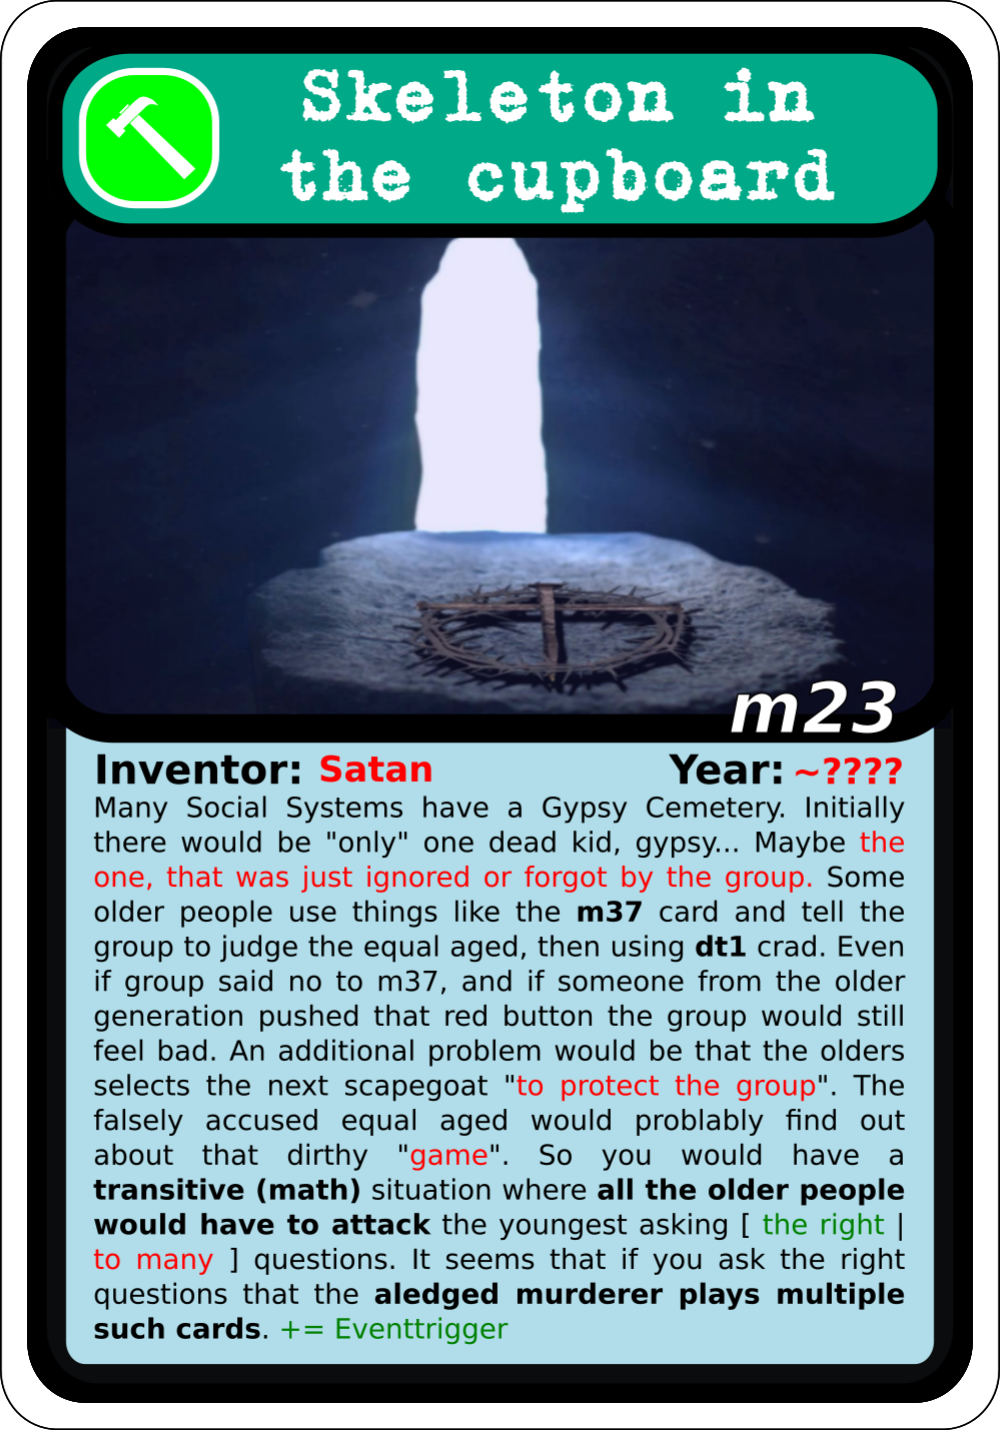 Skeleton in
the cupboard
m23
Inventor: Satan Year: ~????
Many Social Systems have a Gypsy Cemetery. Initially
there would be "only" one dead kid, gypsy... Maybe the
one, that was just ignored or forgot by the group. Some
older people use things like the m37 card and tell the
group to judge the equal aged, then using dt1 crad. Even
if group said no to m37, and if someone from the older
generation pushed that red button the group would still
feel bad. An additional problem would be that the olders
selects the next scapegoat "to protect the group". The
falsely accused equal aged would problably find out
about that dirthy "game". So you would have a
transitive (math) situation where all the older people
would have to attack the youngest asking [ the right |
to many ] questions. It seems that if you ask the right
questions that the aledged murderer plays multiple
such cards. += Eventtrigger